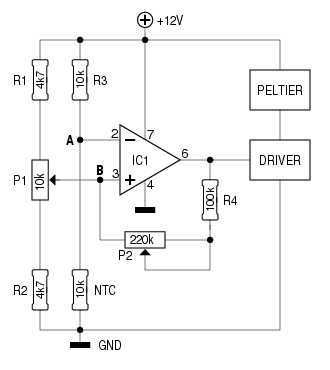 +12V
R1
4k7
10k
R3
PELTIER
A
2
7
IC1
6
DRIVER
B
3
4
P1
10k
100k
R4
220k
P2
R2
4k7
10k
NTC
GND